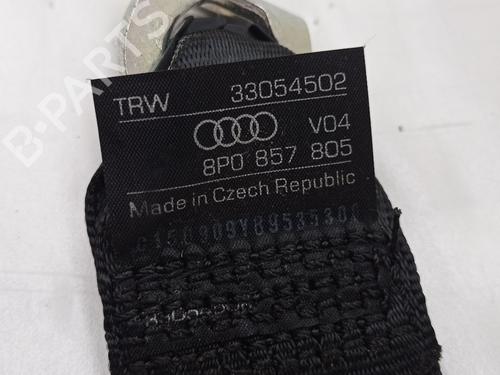 TRW 33054502
V04
8P0 857 805
Made in Czech Republic
B-PARTS